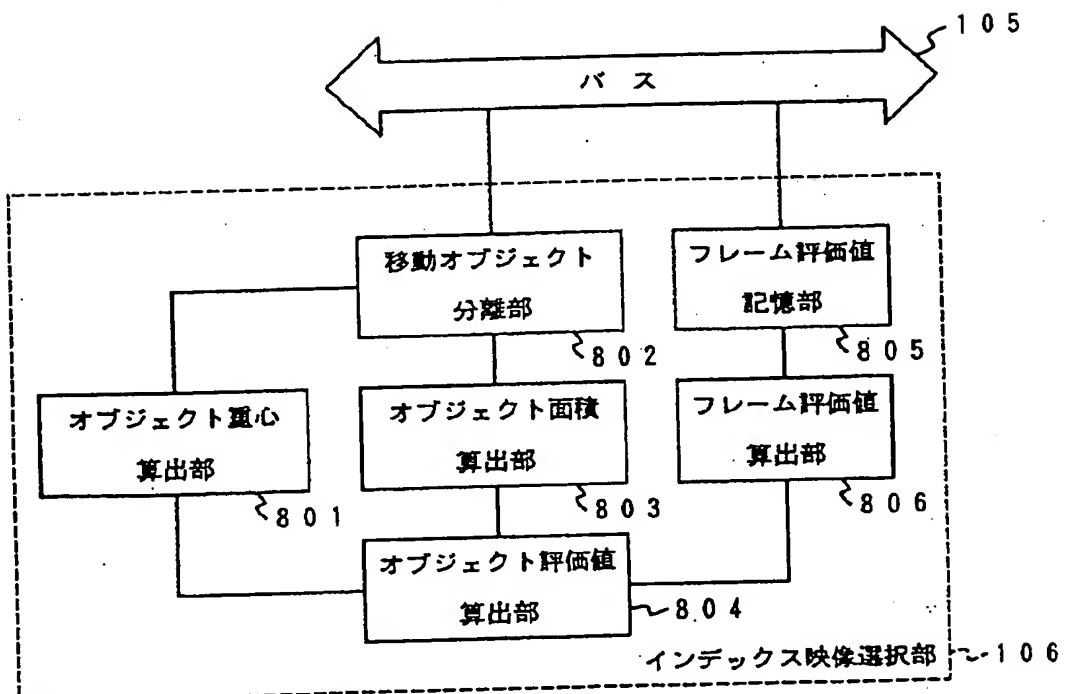 105
バス
移動オブジェクト
分離部
802
フレーム評価値
記憶部
805
オブジェクト重心
算出部
801
オブジェクト面積
算出部
803
フレーム評価値
算出部
806
オブジェクト評価値
算出部
804
インデックス映像選択部
106